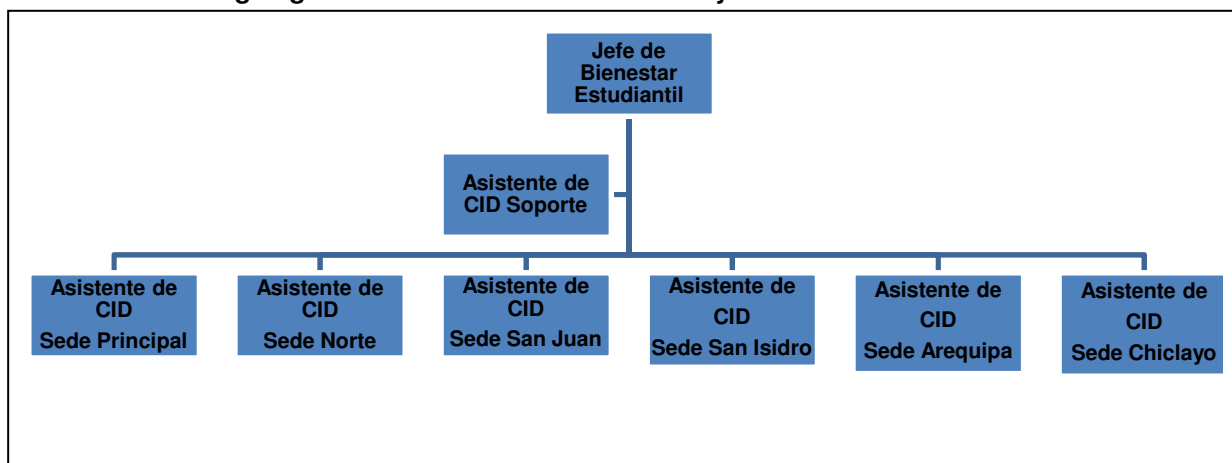 Jefe de
Bienestar
Estudiantil
Asistente de
CID Soporte
Asistente de
CID
Sede Principal
Asistente de
CID
Sede Norte
Asistente de
CID
Sede San Juan
Asistente de
CID
Sede San Isidro
Asistente de
CID
Sede Arequipa
Asistente de
CID
Sede Chiclayo